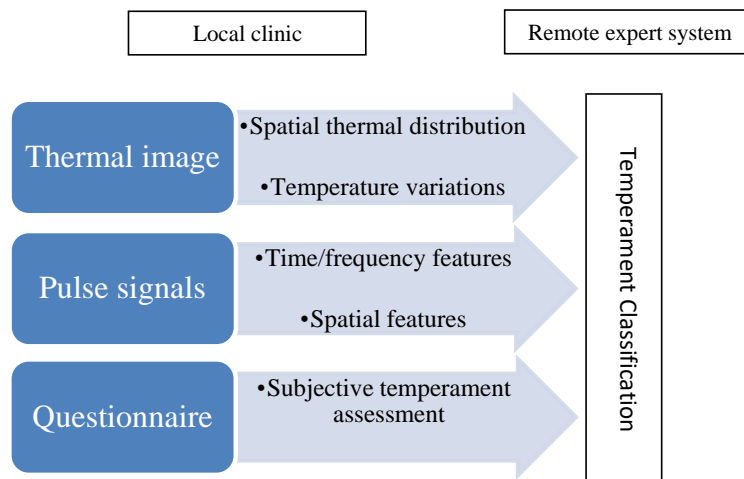 Local clinic
Remote expert system
Thermal image
•Spatial thermal distribution
•Temperature variations
Pulse signals
•Time/frequency features
•Spatial features
Questionnaire
•Subjective temperament
assessment
Temperament Classification